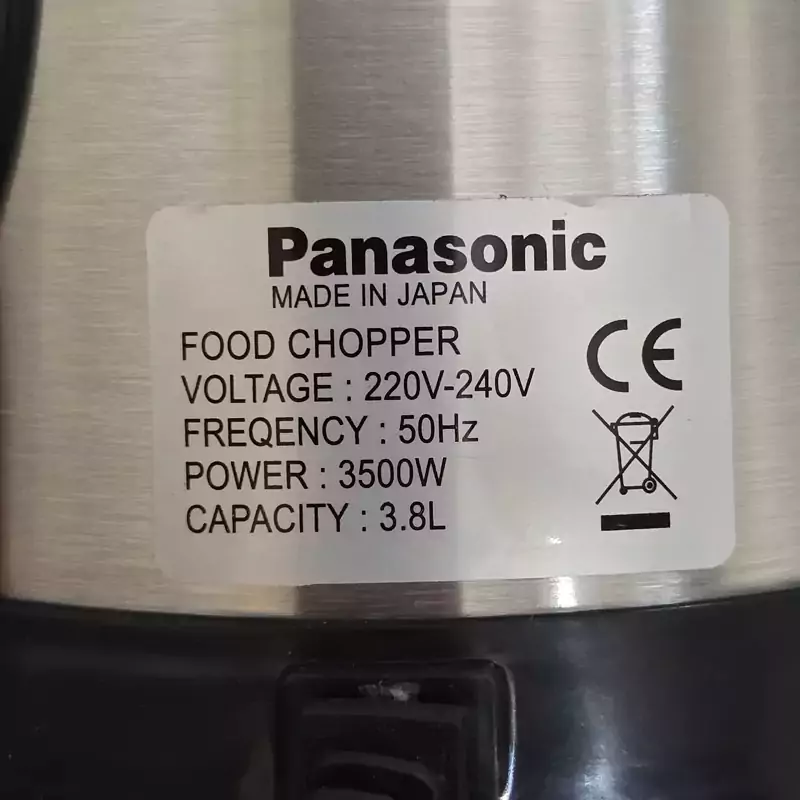 Panasonic
MADE IN JAPAN
FOOD CHOPPER
VOLTAGE : 220V-240V
FREQENCY : 50Hz
POWER : 3500W
CAPACITY : 3.8L
CE